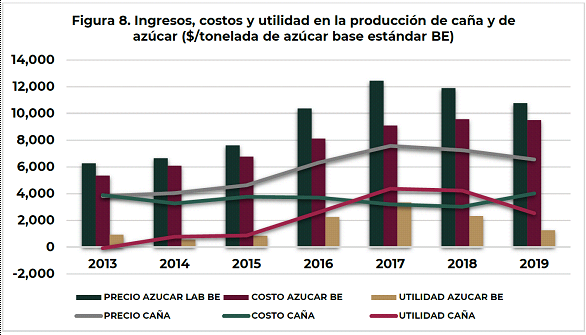 Figura 8. Ingresos, costos y utilidad en la producción de caña y de
azúcar ($/tonelada de azúcar base estándar BE)
14,000
12,000
10,000
8,000
6,000
4,000
2,000
0
-2,000
2013 2014 2015 2016 2017 2018 2019
PRECIO AZUCAR LAB BE COSTO AZUCAR BE UTILIDAD AZUCAR BE
PRECIO CAÑA COSTO CAÑA UTILIDAD CAÑA